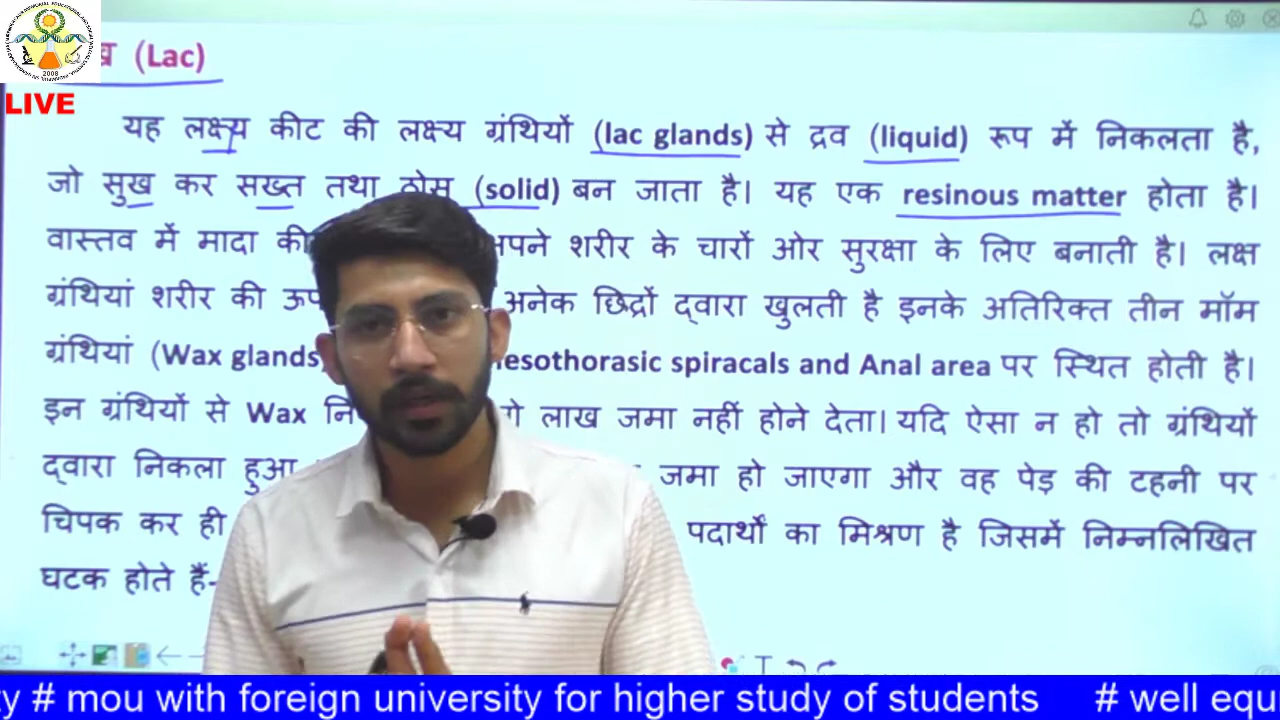 (Lac)
LIVE
2008
यह लक्ष्य कीट की लक्ष्य ग्रंथियों (lac glands) से द्रव (liquid) रूप में निकलता है,
जो सुख कर सख्त तथा ठोस (solid) बन जाता है। यह एक resinous matter होता है।
वास्तव में मादा शरीर के चारों ओर सुरक्षा के लिए बनाती है। लक्ष
ग्रंथियां शरीर की अनेक छिद्रों द्वारा खुलती है इनके अतिरिक्त तीन मॉम
ग्रंथियां (Wax glands spiracals and Anal area पर स्थित होती है।
इन ग्रंथियों से Wax लाख जमा नहीं होने देता। यदि ऐसा न हो तो ग्रंथियों
द्वारा निकला हुआ जमा हो जाएगा और वह पेड़ की टहनी पर
चिपक कर ही पदार्थों का मिश्रण है जिसमें निम्नलिखित
घटक होते हैं-
# mou with foreign university for higher study of students # well